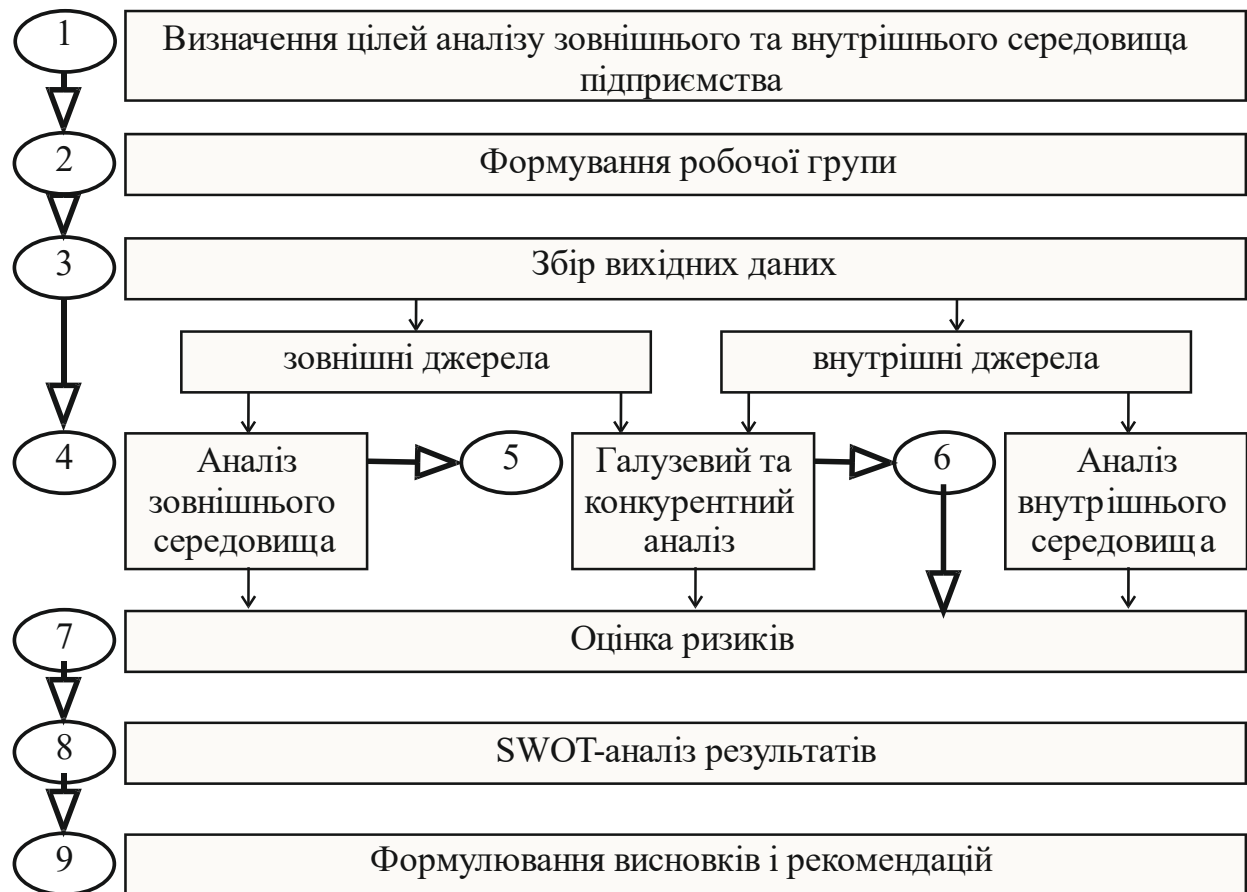 1
Визначення цілей аналізу зовнішнього та внутрішнього середовища
підприємства
2
Формування робочої групи
3
Збір вихідних даних
зовнішні джерела
внутрішні джерела
4
Аналіз
зовнішнього
середовища
5
Галузевий та
конкурентний
аналіз
6
Аналіз
внутрішнього
середовища
7
Оцінка ризиків
8
SWOT-аналіз результатів
9
Формулювання висновків і рекомендацій